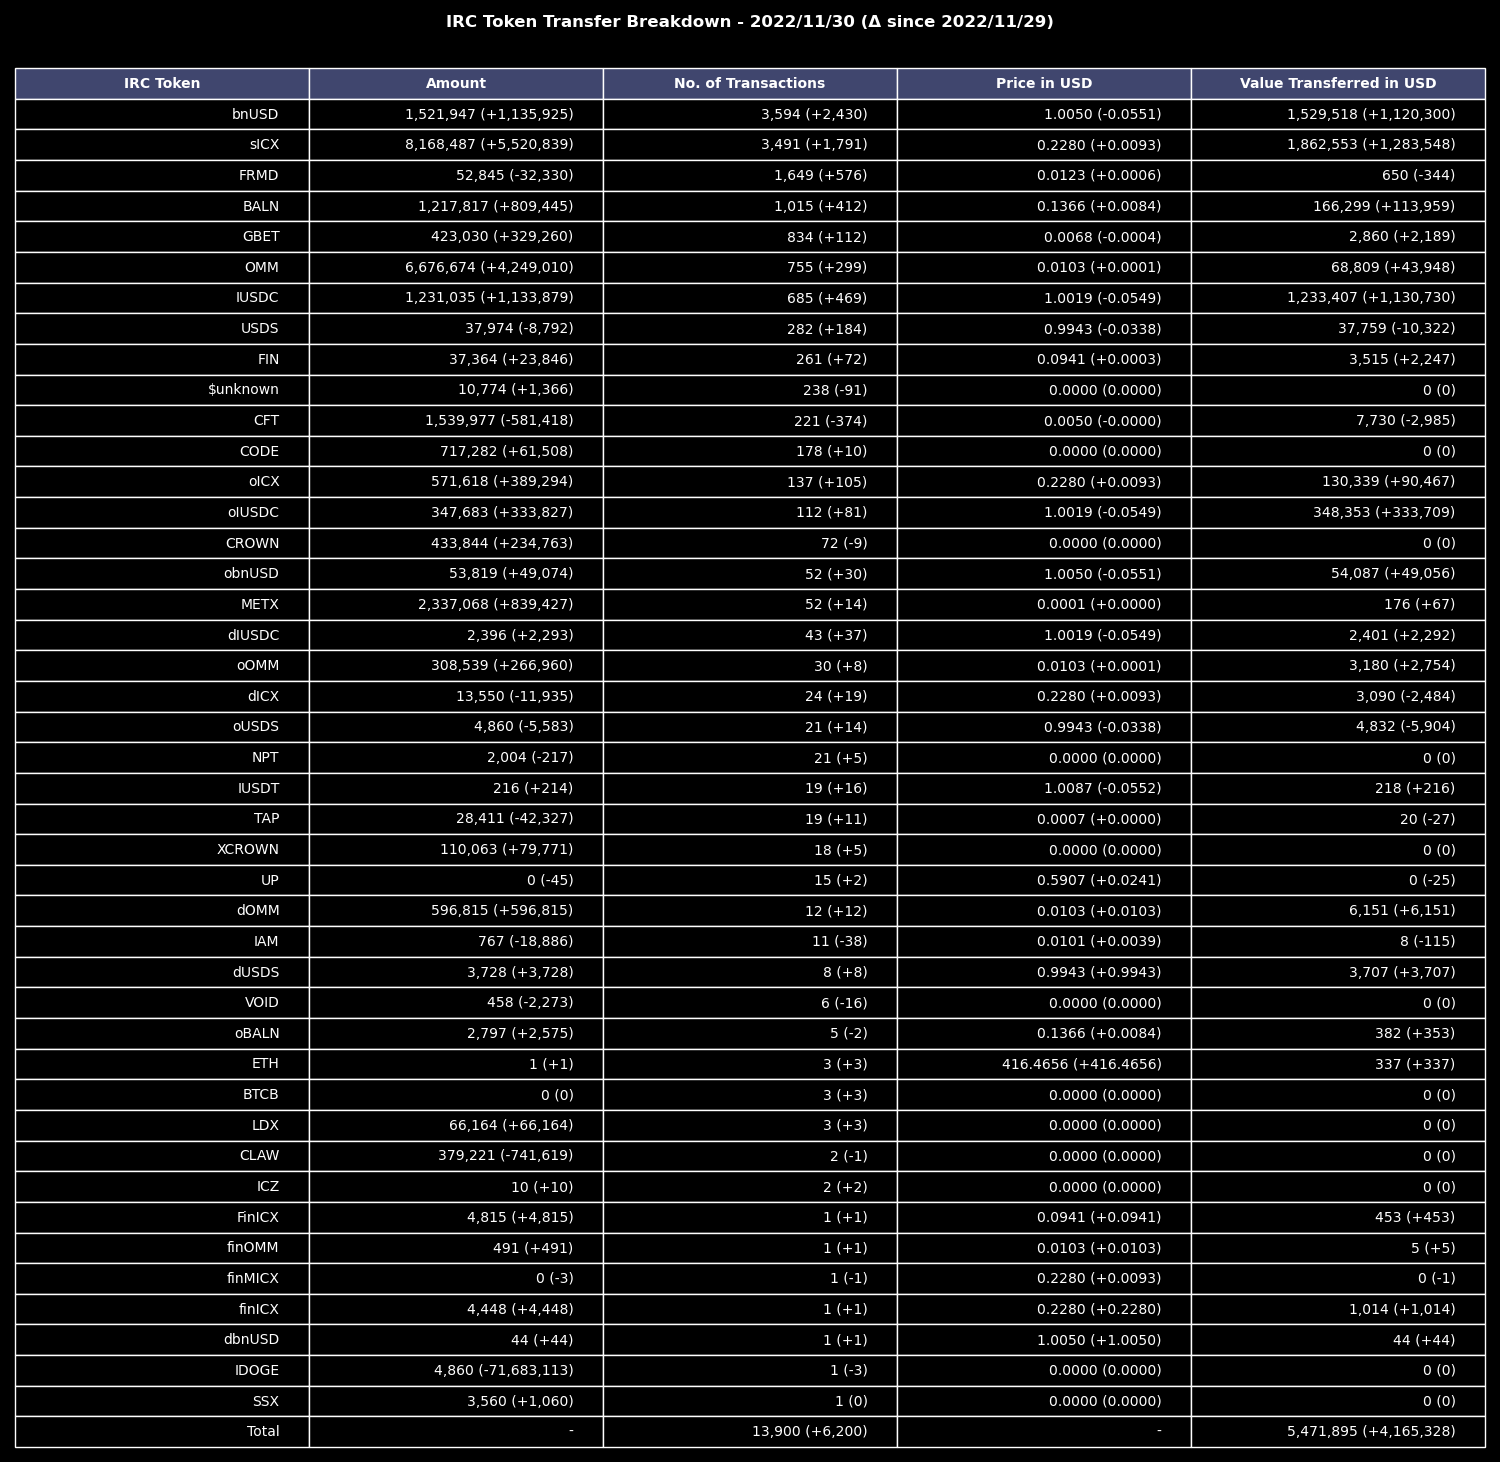 IRC Token Transfer Breakdown - 2022/11/30 (Δ since 2022/11/29)
IRC Token Amount No. of Transactions Price in USD Value Transferred in USD
bnUSD 1,521,947 (+1,135,925) 3,594 (+2,430) 1.0050 (-0.0551) 1,529,518 (+1,120,300)
sICX 8,168,487 (+5,520,839) 3,491 (+1,791) 0.2280 (+0.0093) 1,862,553 (+1,283,548)
FRMD 52,845 (-32,330) 1,649 (+576) 0.0123 (+0.0006) 650 (-344)
BALN 1,217,817 (+809,445) 1,015 (+412) 0.1366 (+0.0084) 166,299 (+113,959)
GBET 423,030 (+329,260) 834 (+112) 0.0068 (-0.0004) 2,860 (+2,189)
OMM 6,676,674 (+4,249,010) 755 (+299) 0.0103 (+0.0001) 68,809 (+43,948)
IUSDC 1,231,035 (+1,133,879) 685 (+469) 1.0019 (-0.0549) 1,233,407 (+1,130,730)
USDS 37,974 (-8,792) 282 (+184) 0.9943 (-0.0338) 37,759 (-10,322)
FIN 37,364 (+23,846) 261 (+72) 0.0941 (+0.0003) 3,515 (+2,247)
$unknown 10,774 (+1,366) 238 (-91) 0.0000 (0.0000) 0 (0)
CFT 1,539,977 (-581,418) 221 (-374) 0.0050 (-0.0000) 7,730 (-2,985)
CODE 717,282 (+61,508) 178 (+10) 0.0000 (0.0000) 0 (0)
oICX 571,618 (+389,294) 137 (+105) 0.2280 (+0.0093) 130,339 (+90,467)
oIUSDC 347,683 (+333,827) 112 (+81) 1.0019 (-0.0549) 348,353 (+333,709)
CROWN 433,844 (+234,763) 72 (-9) 0.0000 (0.0000) 0 (0)
obnUSD 53,819 (+49,074) 52 (+30) 1.0050 (-0.0551) 54,087 (+49,056)
METX 2,337,068 (+839,427) 52 (+14) 0.0001 (+0.0000) 176 (+67)
dIUSDC 2,396 (+2,293) 43 (+37) 1.0019 (-0.0549) 2,401 (+2,292)
oOMM 308,539 (+266,960) 30 (+8) 0.0103 (+0.0001) 3,180 (+2,754)
dICX 13,550 (-11,935) 24 (+19) 0.2280 (+0.0093) 3,090 (-2,484)
oUSDS 4,860 (-5,583) 21 (+14) 0.9943 (-0.0338) 4,832 (-5,904)
NPT 2,004 (-217) 21 (+5) 0.0000 (0.0000) 0 (0)
IUSDT 216 (+214) 19 (+16) 1.0087 (-0.0552) 218 (+216)
TAP 28,411 (-42,327) 19 (+11) 0.0007 (+0.0000) 20 (-27)
XCROWN 110,063 (+79,771) 18 (+5) 0.0000 (0.0000) 0 (0)
UP 0 (-45) 15 (+2) 0.5907 (+0.0241) 0 (-25)
dOMM 596,815 (+596,815) 12 (+12) 0.0103 (+0.0103) 6,151 (+6,151)
IAM 767 (-18,886) 11 (-38) 0.0101 (+0.0039) 8 (-115)
dUSDS 3,728 (+3,728) 8 (+8) 0.9943 (+0.9943) 3,707 (+3,707)
VOID 458 (-2,273) 6 (-16) 0.0000 (0.0000) 0 (0)
oBALN 2,797 (+2,575) 5 (-2) 0.1366 (+0.0084) 382 (+353)
ETH 1 (+1) 3 (+3) 416.4656 (+416.4656) 337 (+337)
BTCB 0 (0) 3 (+3) 0.0000 (0.0000) 0 (0)
LDX 66,164 (+66,164) 3 (+3) 0.0000 (0.0000) 0 (0)
CLAW 379,221 (-741,619) 2 (-1) 0.0000 (0.0000) 0 (0)
ICZ 10 (+10) 2 (+2) 0.0000 (0.0000) 0 (0)
FinICX 4,815 (+4,815) 1 (+1) 0.0941 (+0.0941) 453 (+453)
finOMM 491 (+491) 1 (+1) 0.0103 (+0.0103) 5 (+5)
finMICX 0 (-3) 1 (-1) 0.2280 (+0.0093) 0 (-1)
finICX 4,448 (+4,448) 1 (+1) 0.2280 (+0.2280) 1,014 (+1,014)
dbnUSD 44 (+44) 1 (+1) 1.0050 (+1.0050) 44 (+44)
IDOGE 4,860 (-71,683,113) 1 (-3) 0.0000 (0.0000) 0 (0)
SSX 3,560 (+1,060) 1 (0) 0.0000 (0.0000) 0 (0)
Total - 13,900 (+6,200) - 5,471,895 (+4,165,328)